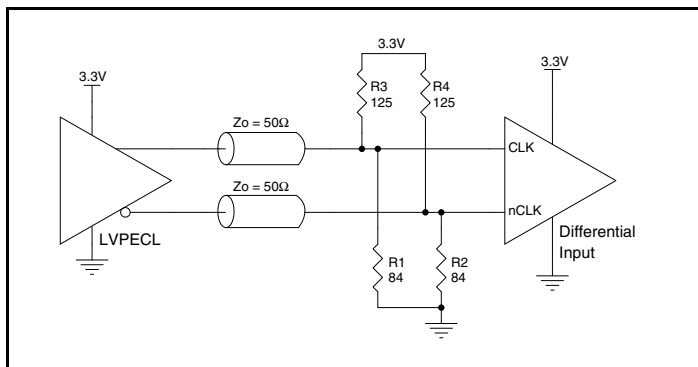 3.3V
3.3V
3.3V
R3
125
R4
125
Zo = 50Ω
CLK
Zo = 50Ω
nCLK
LVPECL
Differential
Input
R1
84
R2
84